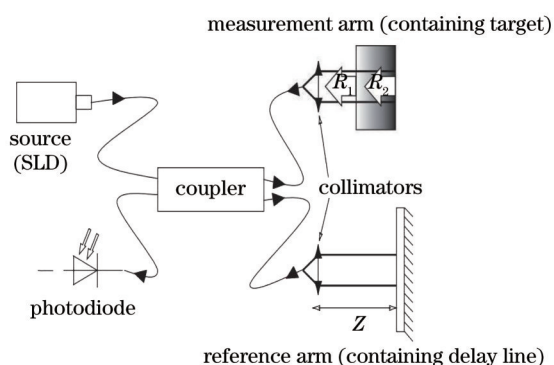 measurement arm (containing target)
R₁ R₂
source
(SLD)
coupler
collimators
photodiode
Z
reference arm (containing delay line)